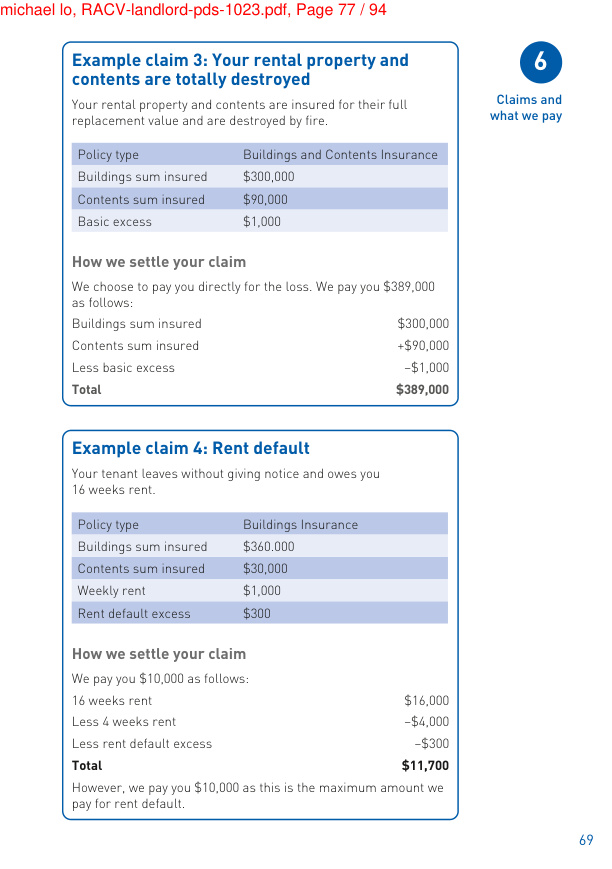 michael lo, RACV-landlord-pds-1023.pdf, Page 77 / 94
6
Claims and
what we pay
Example claim 3: Your rental property and
contents are totally destroyed
Your rental property and contents are insured for their full
replacement value and are destroyed by fire.
Policy type Buildings and Contents Insurance
Buildings sum insured $300,000
Contents sum insured $90,000
Basic excess $1,000
How we settle your claim
We choose to pay you directly for the loss. We pay you $389,000
as follows:
Buildings sum insured $300,000
Contents sum insured +$90,000
Less basic excess –$1,000
Total $389,000
Example claim 4: Rent default
Your tenant leaves without giving notice and owes you
16 weeks rent.
Policy type Buildings Insurance
Buildings sum insured $360.000
Contents sum insured $30,000
Weekly rent $1,000
Rent default excess $300
How we settle your claim
We pay you $10,000 as follows:
16 weeks rent $16,000
Less 4 weeks rent –$4,000
Less rent default excess –$300
Total $11,700
However, we pay you $10,000 as this is the maximum amount we
pay for rent default.
69